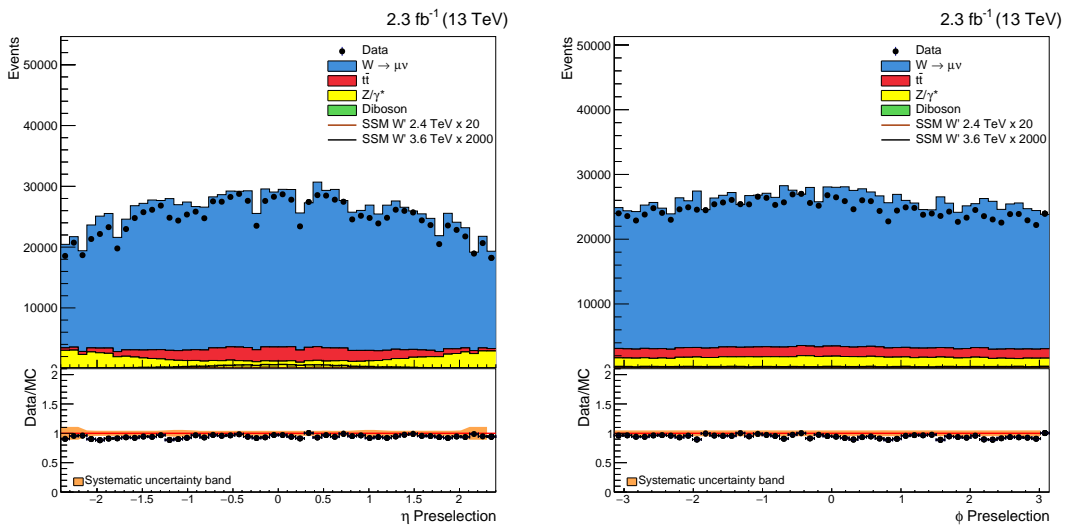 2.3 fb⁻¹ (13 TeV)
Events
Data
W → μν
tt̄
Z/γ*
Diboson
SSM W' 2.4 TeV x 20
SSM W' 3.6 TeV x 2000
50000
40000
30000
20000
10000
0
Data/MC
2
1.5
1
0.5
0
Systematic uncertainty band
−2 −1.5 −1 −0.5 0 0.5 1 1.5 2
η Preselection
2.3 fb⁻¹ (13 TeV)
Events
Data
W → μν
tt̄
Z/γ*
Diboson
SSM W' 2.4 TeV x 20
SSM W' 3.6 TeV x 2000
50000
40000
30000
20000
10000
0
Data/MC
2
1.5
1
0.5
0
Systematic uncertainty band
−3 −2 −1 0 1 2 3
ϕ Preselection